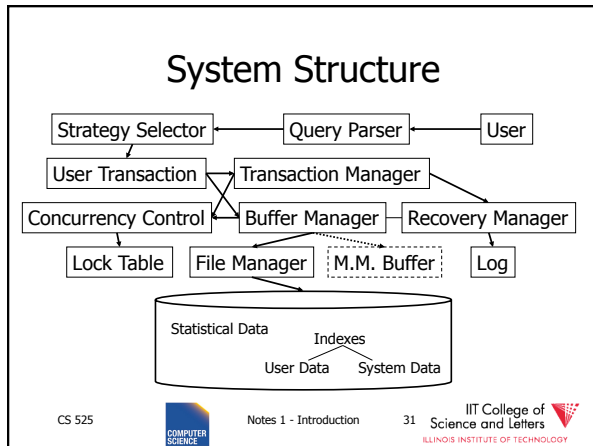 System Structure
Strategy Selector Query Parser User
User Transaction Transaction Manager
Concurrency Control Buffer Manager Recovery Manager
Lock Table File Manager M.M. Buffer Log
Statistical Data
Indexes
User Data System Data
CS 525 COMPUTER SCIENCE Notes 1 - Introduction 31 IIT College of Science and Letters
ILLINOIS INSTITUTE OF TECHNOLOGY